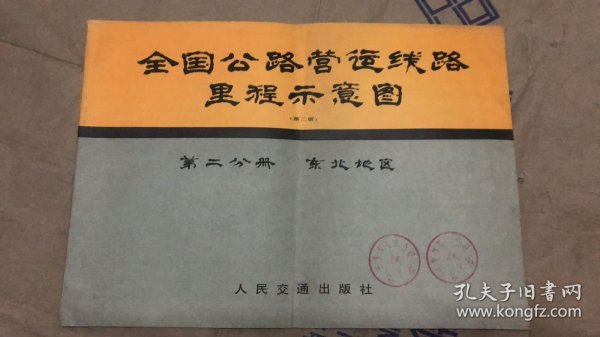 全国公路营运线路
里程示意图
(第二版)
第二分册 东北地区
人民交通出版社
孔夫子旧书网
kongfz.com